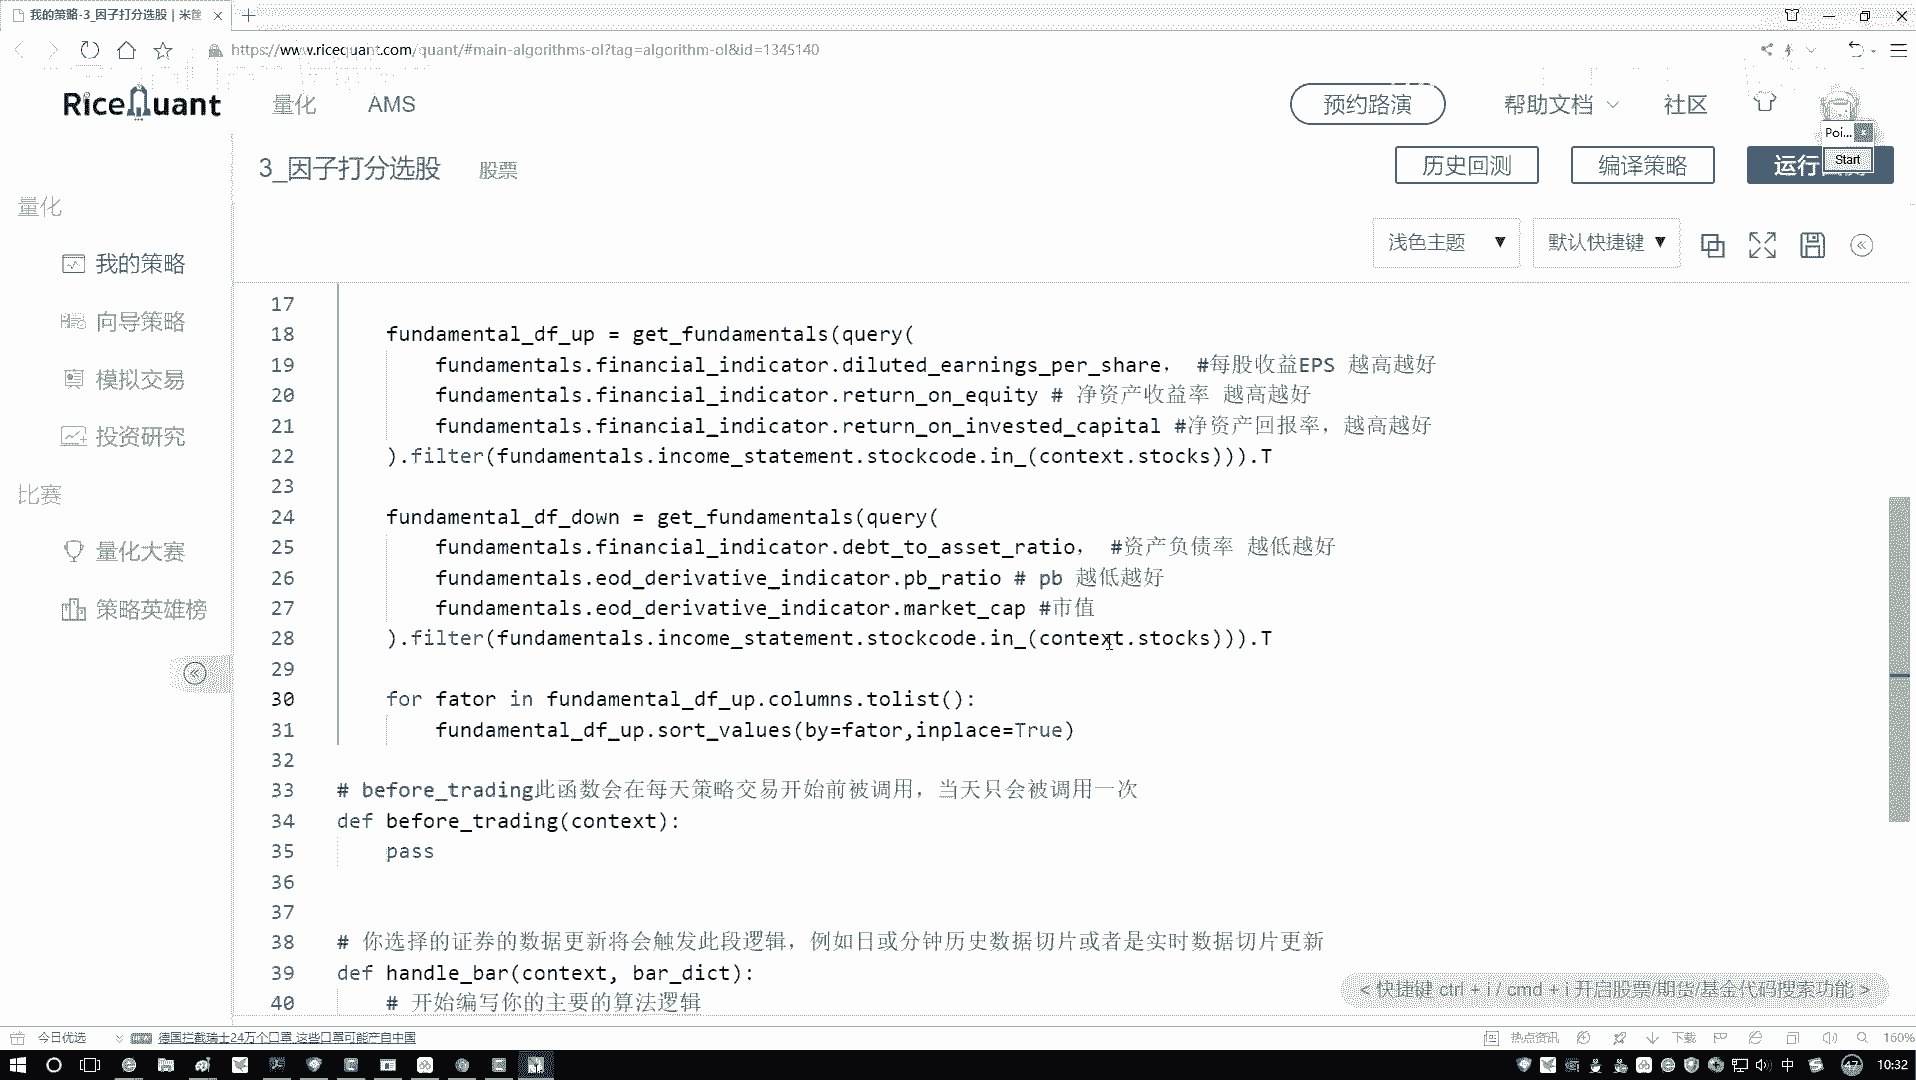 我的策略-3_因子打分选股 | 米筐
https://www.ricequant.com/quant/#main-algorithms-ol?tag=algorithm-ol&id=1345140
RiceQuant 量化 AMS 预约路演 帮助文档 社区
Poi...
Start
3_因子打分选股 股票 历史回测 编译策略 运行
量化
我的策略
向导策略
模拟交易
投资研究
比赛
量化大赛
策略英雄榜
浅色主题 默认快捷键
17
18 fundamental_df_up = get_fundamentals(query(
19 fundamentals.financial_indicator.diluted_earnings_per_share， #每股收益EPS 越高越好
20 fundamentals.financial_indicator.return_on_equity # 净资产收益率 越高越好
21 fundamentals.financial_indicator.return_on_invested_capital #净资产回报率，越高越好
22 ).filter(fundamentals.income_statement.stockcode.in_(context.stocks))).T
23
24 fundamental_df_down = get_fundamentals(query(
25 fundamentals.financial_indicator.debt_to_asset_ratio， #资产负债率 越低越好
26 fundamentals.eod_derivative_indicator.pb_ratio # pb 越低越好
27 fundamentals.eod_derivative_indicator.market_cap #市值
28 ).filter(fundamentals.income_statement.stockcode.in_(context.stocks))).T
29
30 for fator in fundamental_df_up.columns.tolist():
31 fundamental_df_up.sort_values(by=fator,inplace=True)
32
33 # before_trading此函数会在每天策略交易开始前被调用，当天只会被调用一次
34 def before_trading(context):
35 pass
36
37
38 # 你选择的证券的数据更新将会触发此段逻辑，例如日或分钟历史数据切片或者是实时数据切片更新
39 def handle_bar(context, bar_dict):
40 # 开始编写你的主要的算法逻辑
< 快捷键 ctrl + i / cmd + i 开启股票/期货/基金代码搜索功能 >
今日优选 德国拦截瑞士24万个口罩 这些口罩可能产自中国 热点资讯 下载 160%
中 47 10:32